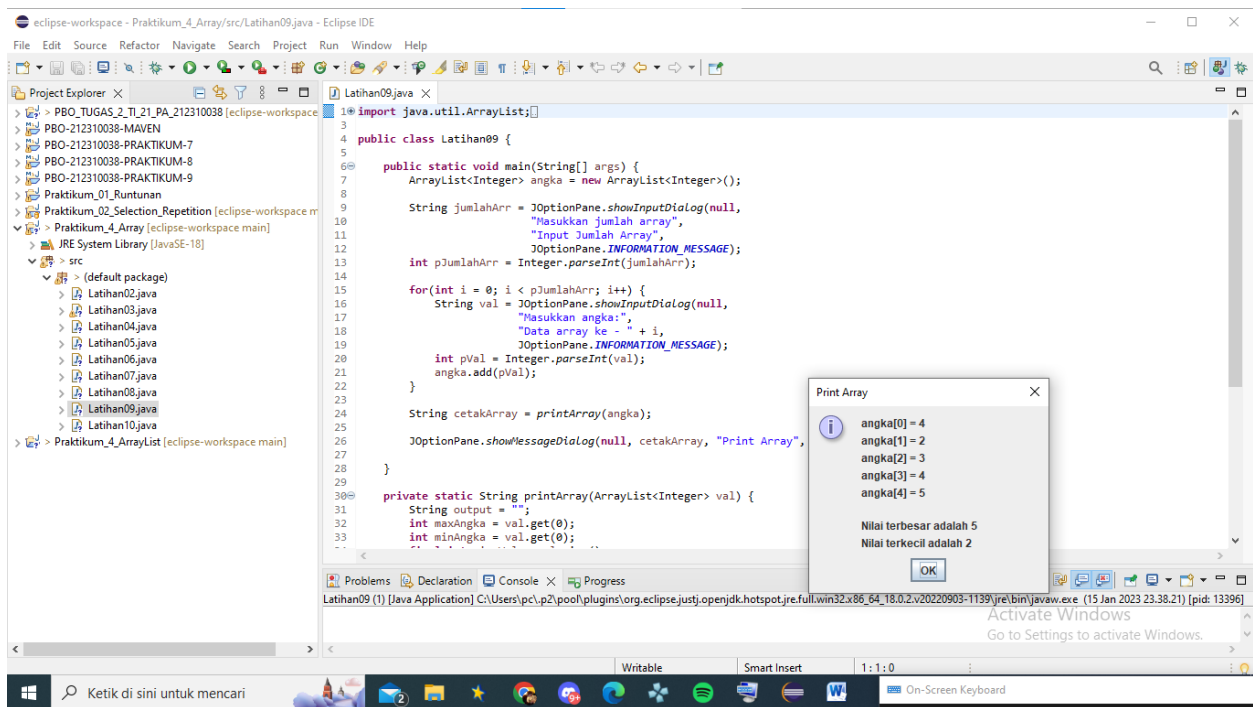 eclipse-workspace - Praktikum_4_Array/src/Latihan09.java - Eclipse IDE
File Edit Source Refactor Navigate Search Project Run Window Help
Project Explorer
> PBO_TUGAS_2_TI_21_PA_212310038 [eclipse-workspace
PBO-212310038-MAVEN
PBO-212310038-PRAKTIKUM-7
PBO-212310038-PRAKTIKUM-8
PBO-212310038-PRAKTIKUM-9
Praktikum_01_Runtunan
Praktikum_02_Selection_Repetition [eclipse-workspace m
> Praktikum_4_Array [eclipse-workspace main]
JRE System Library [JavaSE-18]
> src
> (default package)
Latihan02.java
Latihan03.java
Latihan04.java
Latihan05.java
Latihan06.java
Latihan07.java
Latihan08.java
Latihan09.java
Latihan10.java
> Praktikum_4_ArrayList [eclipse-workspace main]
Latihan09.java
1 import java.util.ArrayList;
3
4 public class Latihan09 {
5
6 public static void main(String[] args) {
7 ArrayList<Integer> angka = new ArrayList<Integer>();
8
9 String jumlahArr = JOptionPane.showInputDialog(null,
10 "Masukkan jumlah array",
11 "Input Jumlah Array",
12 JOptionPane.INFORMATION_MESSAGE);
13 int pJumlahArr = Integer.parseInt(jumlahArr);
14
15 for(int i = 0; i < pJumlahArr; i++) {
16 String val = JOptionPane.showInputDialog(null,
17 "Masukkan angka:",
18 "Data array ke - " + i,
19 JOptionPane.INFORMATION_MESSAGE);
20 int pVal = Integer.parseInt(val);
21 angka.add(pVal);
22 }
23
24 String cetakArray = printArray(angka);
25
26 JOptionPane.showMessageDialog(null, cetakArray, "Print Array",
27
28 }
29
30 private static String printArray(ArrayList<Integer> val) {
31 String output = "";
32 int maxAngka = val.get(0);
33 int minAngka = val.get(0);
Print Array
angka[0] = 4
angka[1] = 2
angka[2] = 3
angka[3] = 4
angka[4] = 5
Nilai terbesar adalah 5
Nilai terkecil adalah 2
OK
Problems Declaration Console Progress
Latihan09 (1) [Java Application] C:\Users\pc\.p2\pool\plugins\org.eclipse.justj.openjdk.hotspot.jre.full.win32.x86_64_18.0.2.v20220903-1139\jre\bin\javaw.exe (15 Jan 2023 23.38.21) [pid: 13396]
Activate Windows
Go to Settings to activate Windows.
Writable Smart Insert 1 : 1 : 0
Ketik di sini untuk mencari
On-Screen Keyboard